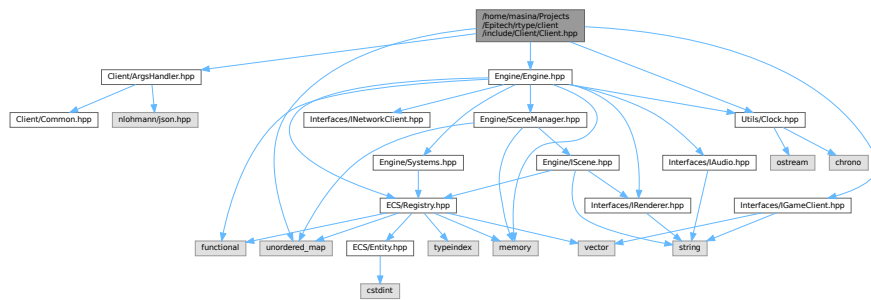 /home/masina/Projects
/Epitech/rtype/client
/include/Client/Client.hpp
Client/ArgsHandler.hpp
Engine/Engine.hpp
Client/Common.hpp
nlohmann/json.hpp
Interfaces/INetworkClient.hpp
Engine/SceneManager.hpp
Utils/Clock.hpp
Engine/Systems.hpp
Engine/IScene.hpp
Interfaces/IAudio.hpp
ostream
chrono
ECS/Registry.hpp
Interfaces/IRenderer.hpp
Interfaces/IGameClient.hpp
functional
unordered_map
ECS/Entity.hpp
typeindex
memory
vector
string
cstdint